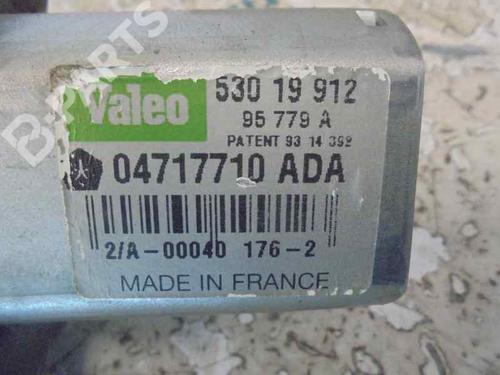 B-PARTS
Valeo
530 19 912
95 779 A
PATENT 93 14 399
04717710 ADA
2/A-00040 176-2
MADE IN FRANCE